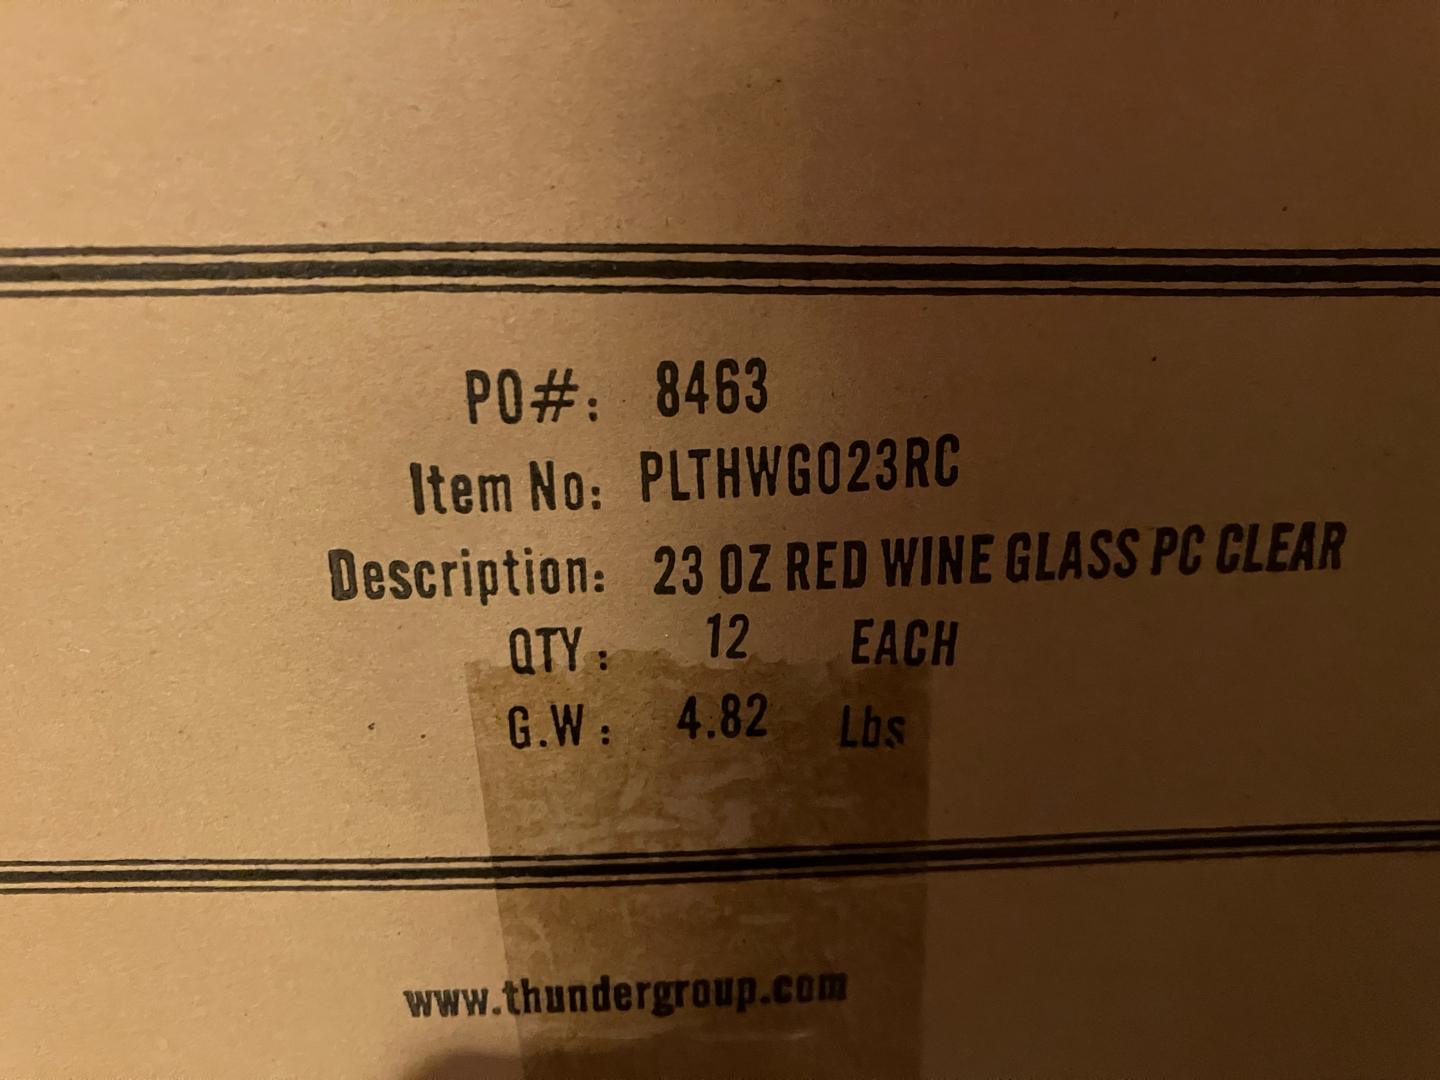 PO#: 8463
Item No: PLTHWG023RC
Description: 23 OZ RED WINE GLASS PC CLEAR
QTY: 12 EACH
G.W: 4.82 Lbs
www.thundergroup.com